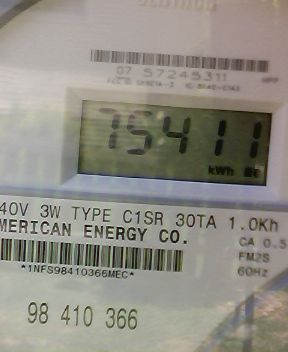 07 57245311
75411
kWh
40V 3W TYPE C1SR 30TA 1.0Kh
MERICAN ENERGY CO.
CA 0.5
FM2S
60Hz
*1NFS98410366MEC*
98 410 366